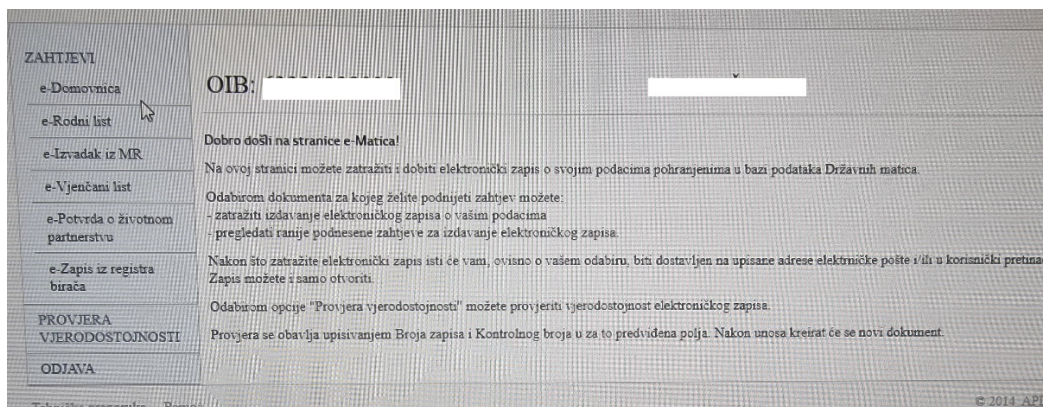 ZAHTJEVI
e-Domovnica
e-Rodni list
e-Izvadak iz MR
e-Vjenčani list
e-Potvrda o životnom
partnerstvu
e-Zapis iz registra
birača
PROVJERA
VJERODOSTOJNOSTI
ODJAVA
OIB:
Dobro došli na stranice e-Matica!
Na ovoj stranici možete zatražiti i dobiti elektronički zapis o svojim podacima pohranjenima u bazi podataka Državnih matica.
Odabirom dokumenta za kojeg želite podnijeti zahtjev možete:
- zatražiti izdavanje elektroničkog zapisa o vašim podacima
- pregledati ranije podnesene zahtjeve za izdavanje elektroničkog zapisa.
Nakon što zatražite elektronički zapis isti će vam, ovisno o vašem odabiru, biti dostavljen na upisane adrese elektrničke pošte i/ili u korisnički pretina
Zapis možete i samo otvoriti.
Odabirom opcije "Provjera vjerodostojnosti" možete provjeriti vjerodostojnost elektroničkog zapisa.
Provjera se obavlja upisivanjem Broja zapisa i Kontrolnog broja u za to predviđena polja. Nakon unosa kreirat će se novi dokument.
© 2014 API